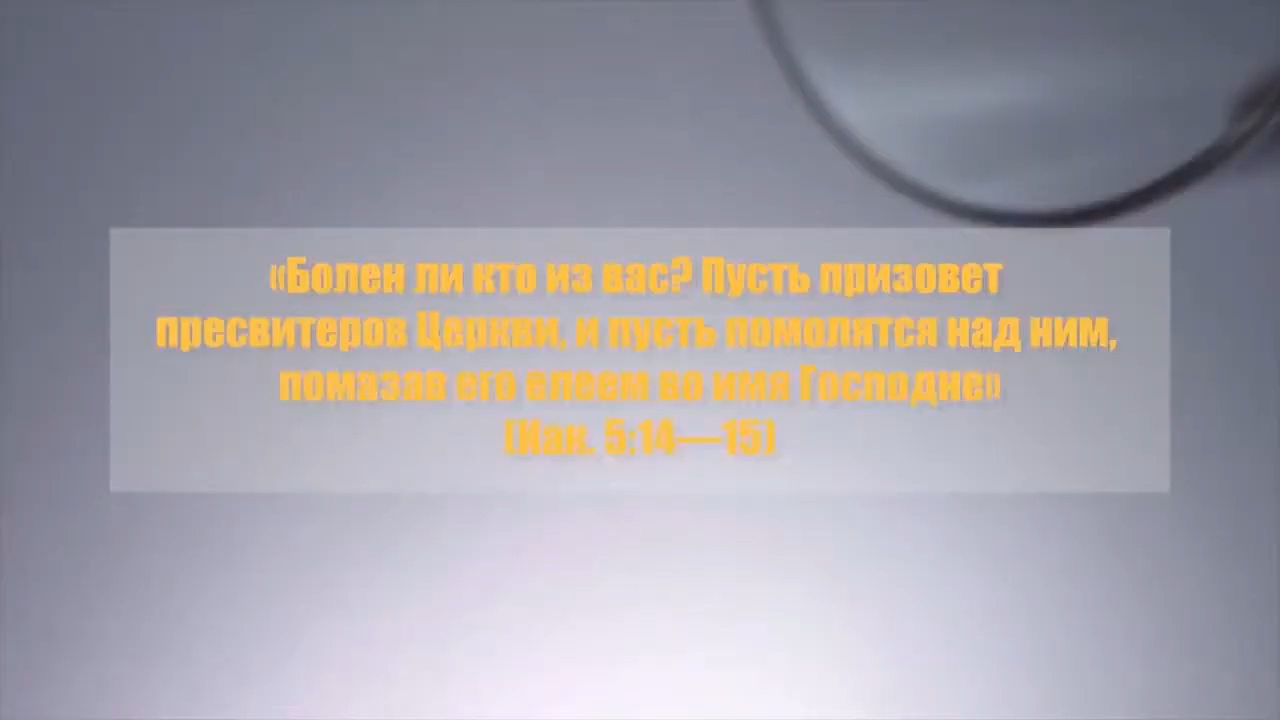 «Болен ли кто из вас? Пусть призовет
пресвитеров Церкви, и пусть помолятся над ним,
помазав его елеем во имя Господне»
(Иак. 5:14—15)